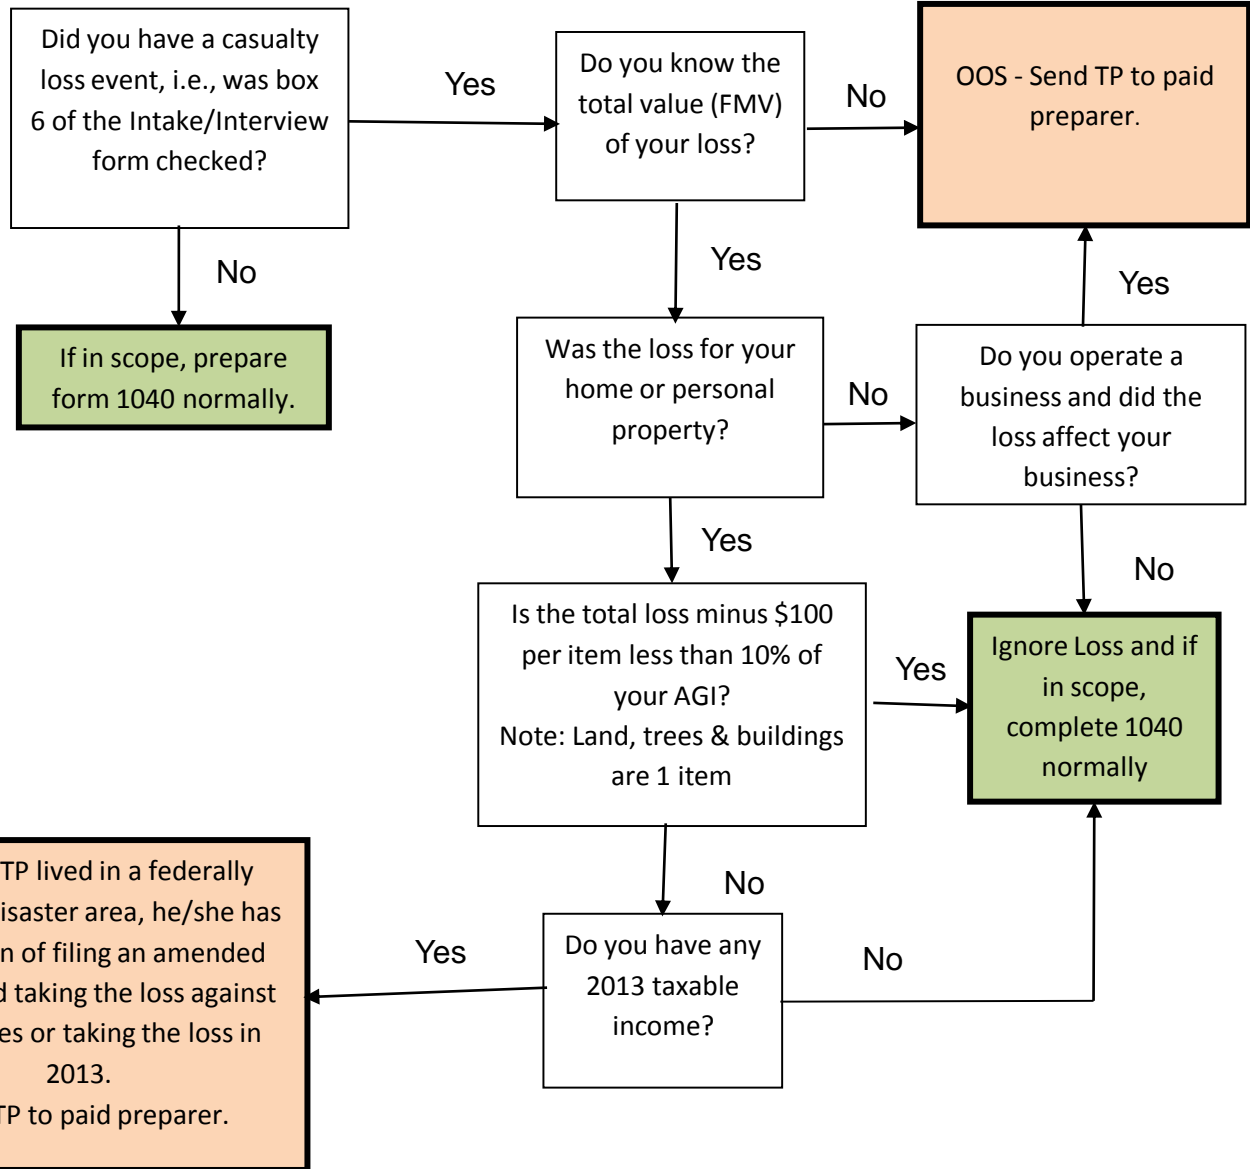 Did you have a casualty
loss event, i.e., was box
6 of the Intake/Interview
form checked?
Yes
Do you know the
total value (FMV)
of your loss?
No
OOS - Send TP to paid
preparer.
No
Yes
Yes
If in scope, prepare
form 1040 normally.
Was the loss for your
home or personal
property?
No
Do you operate a
business and did the
loss affect your
business?
Yes
No
Is the total loss minus $100
per item less than 10% of
your AGI?
Note: Land, trees & buildings
are 1 item
Yes
Ignore Loss and if
in scope,
complete 1040
normally
No
TP lived in a federally
isaster area, he/she has
n of filing an amended
d taking the loss against
es or taking the loss in
2013.
TP to paid preparer.
Yes
Do you have any
2013 taxable
income?
No